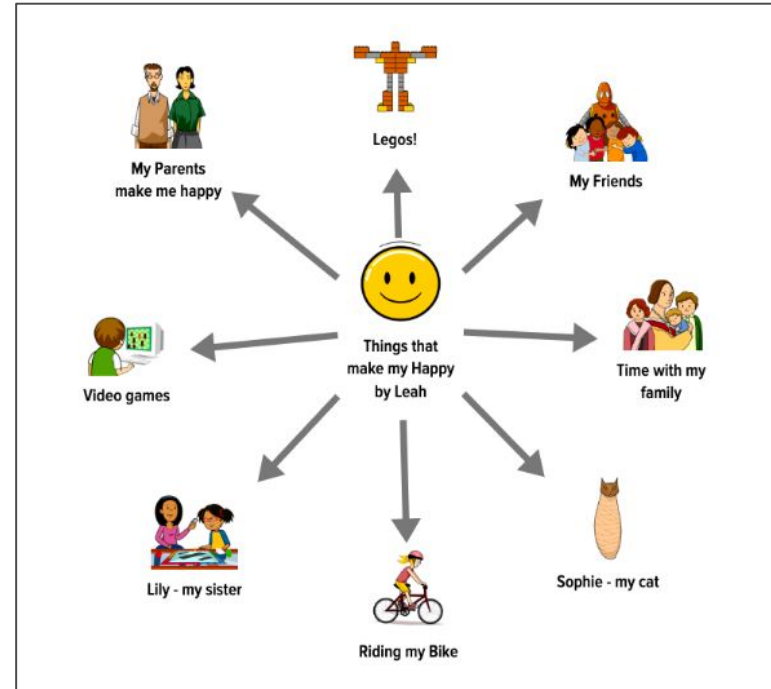 Legos!
My Parents
make me happy
My Friends
Things that
make my Happy
by Leah
Time with my
family
Video games
Lily - my sister
Sophie - my cat
Riding my Bike